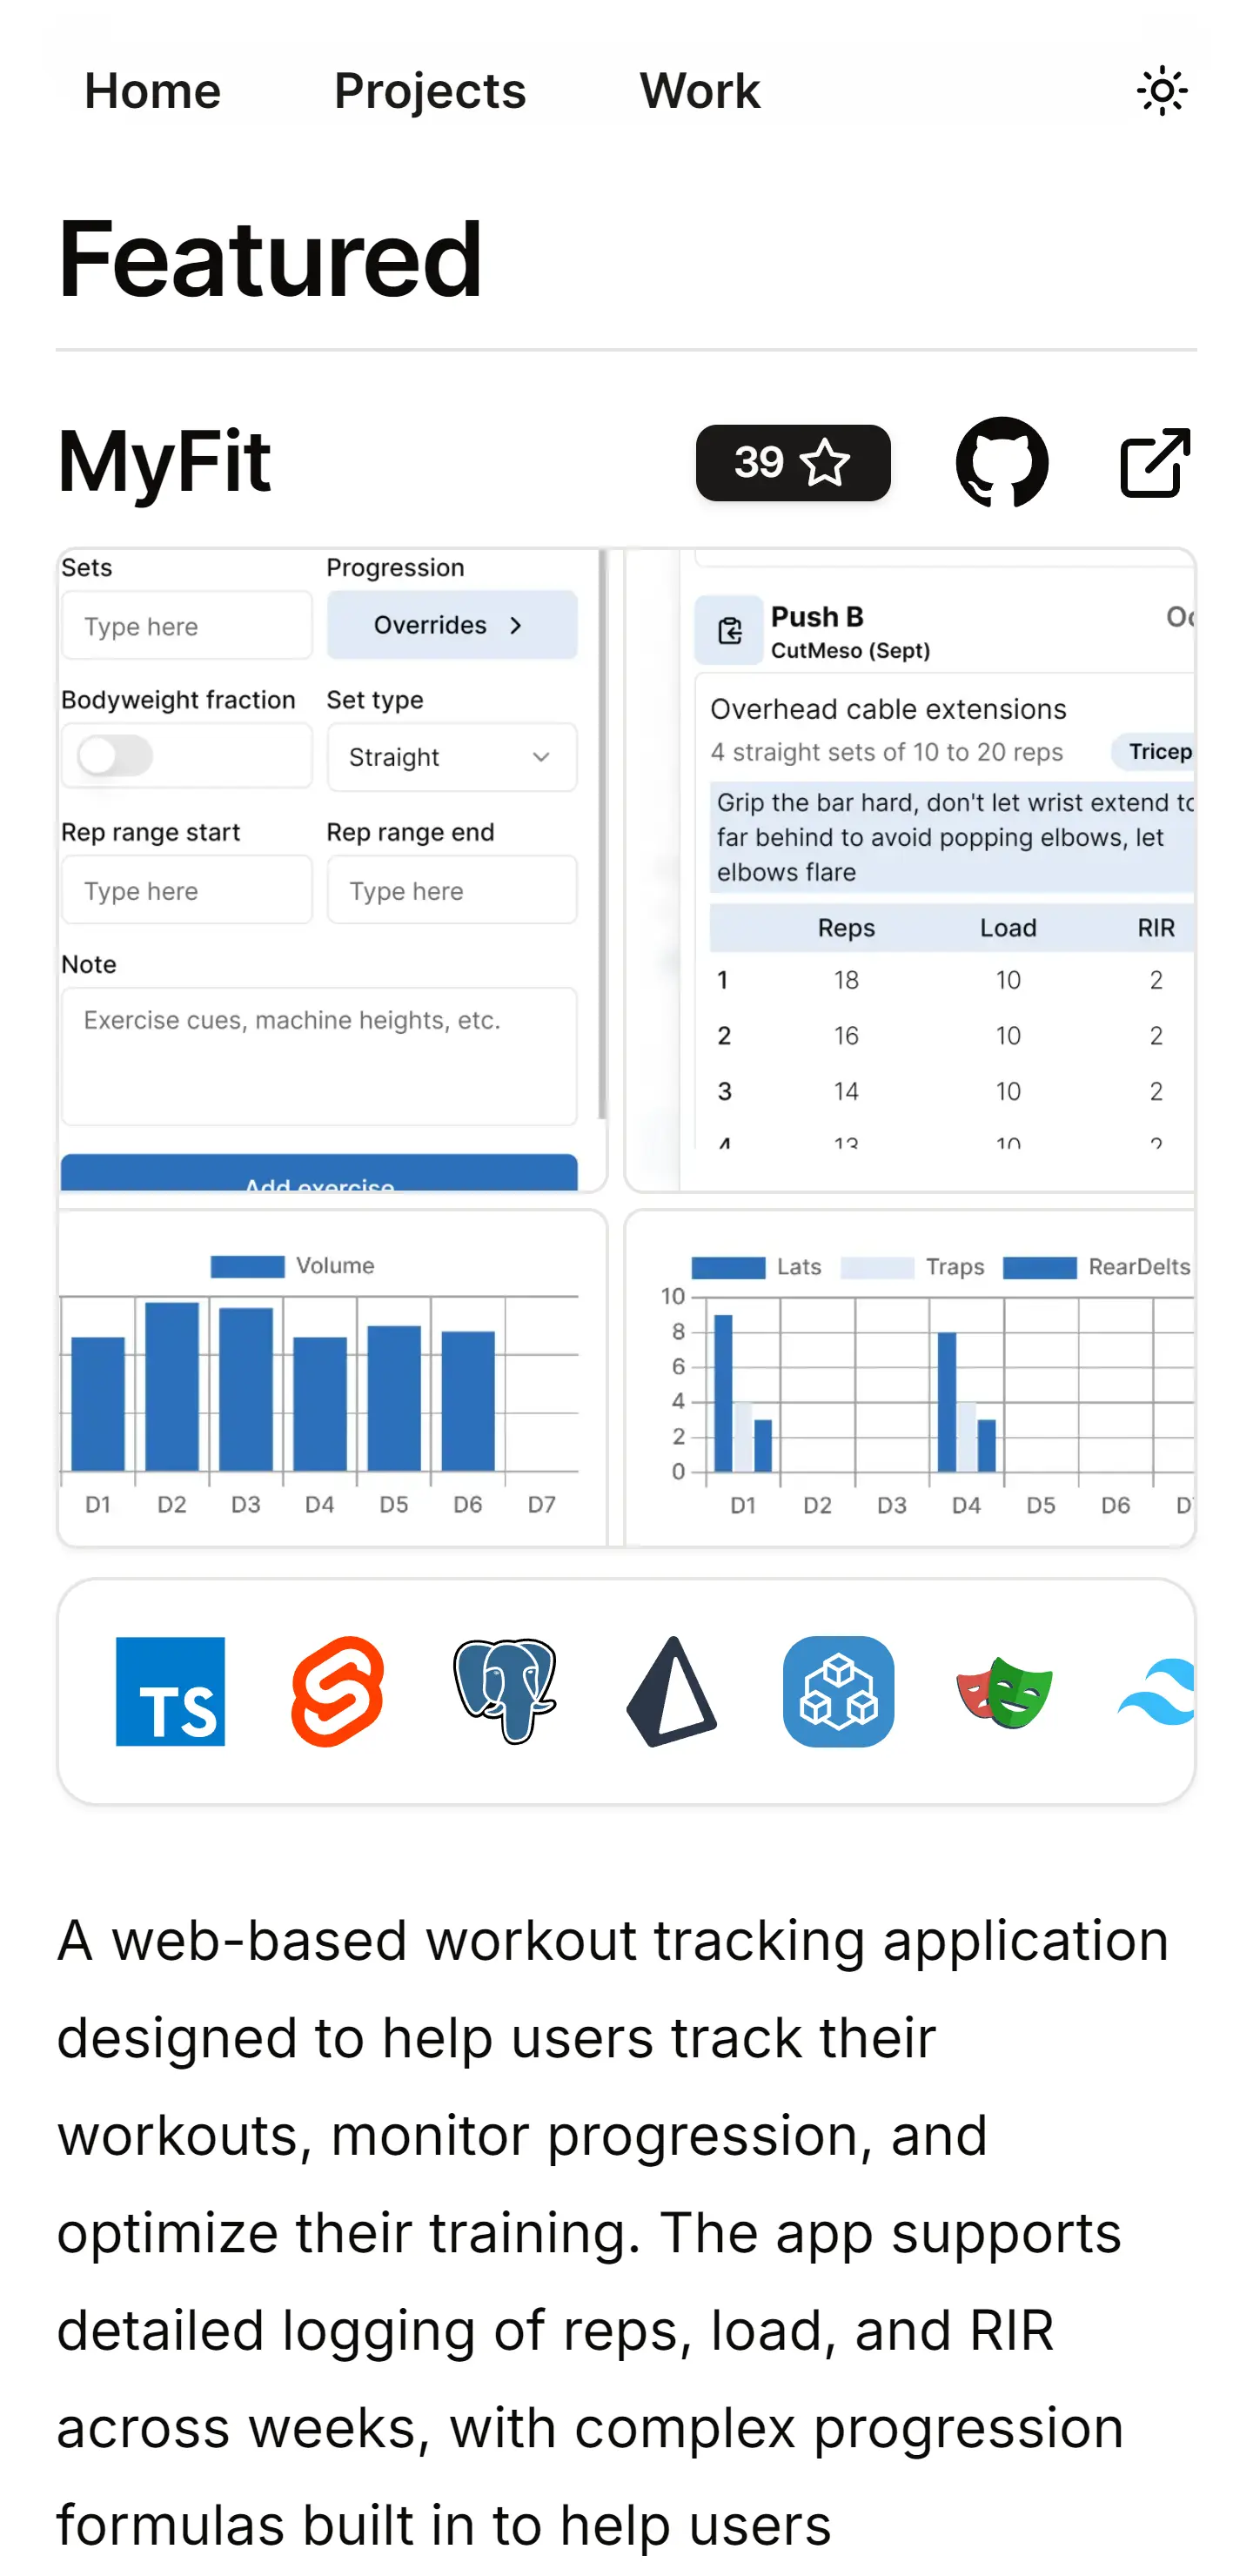 Home Projects Work
Featured
MyFit
39
Sets Progression
Type here Overrides
Bodyweight fraction Set type
Straight
Rep range start Rep range end
Type here Type here
Note
Exercise cues, machine heights, etc.
Add exercise
Push B
CutMeso (Sept)
Overhead cable extensions
4 straight sets of 10 to 20 reps Tricep
Grip the bar hard, don't let wrist extend to
far behind to avoid popping elbows, let
elbows flare
Reps Load RIR
1 18 10 2
2 16 10 2
3 14 10 2
4 13 10 2
Volume
D1 D2 D3 D4 D5 D6 D7
Lats Traps RearDelts
10
8
6
4
2
0
D1 D2 D3 D4 D5 D6
TS
A web-based workout tracking application
designed to help users track their
workouts, monitor progression, and
optimize their training. The app supports
detailed logging of reps, load, and RIR
across weeks, with complex progression
formulas built in to help users